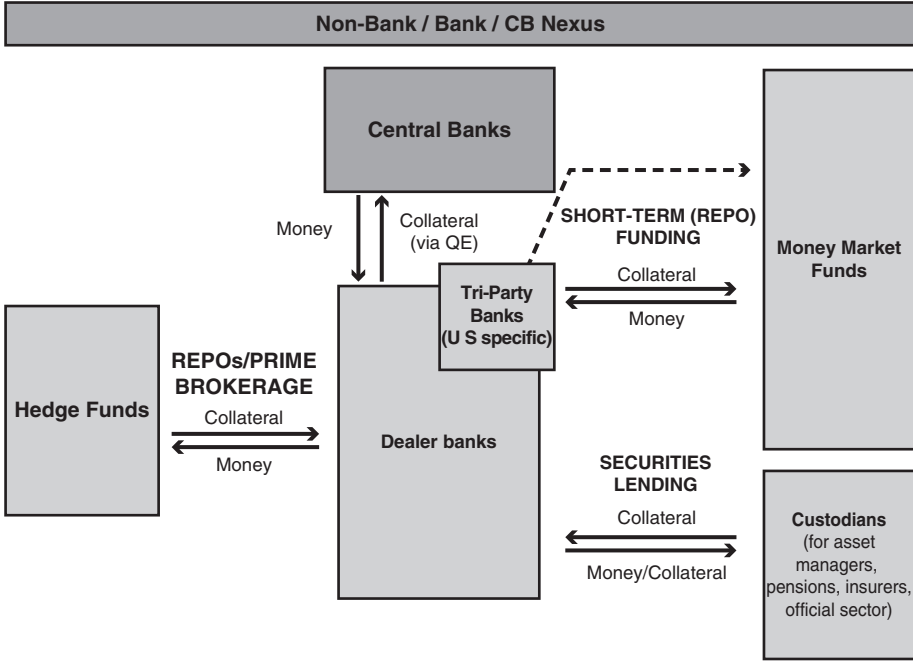 Non-Bank / Bank / CB Nexus
Central Banks
Money
Collateral
(via QE)
SHORT-TERM (REPO)
FUNDING
Collateral
Money
Money Market
Funds
Tri-Party
Banks
(U S specific)
Hedge Funds
REPOs/PRIME
BROKERAGE
Collateral
Money
Dealer banks
SECURITIES
LENDING
Collateral
Money/Collateral
Custodians
(for asset
managers,
pensions, insurers,
official sector)